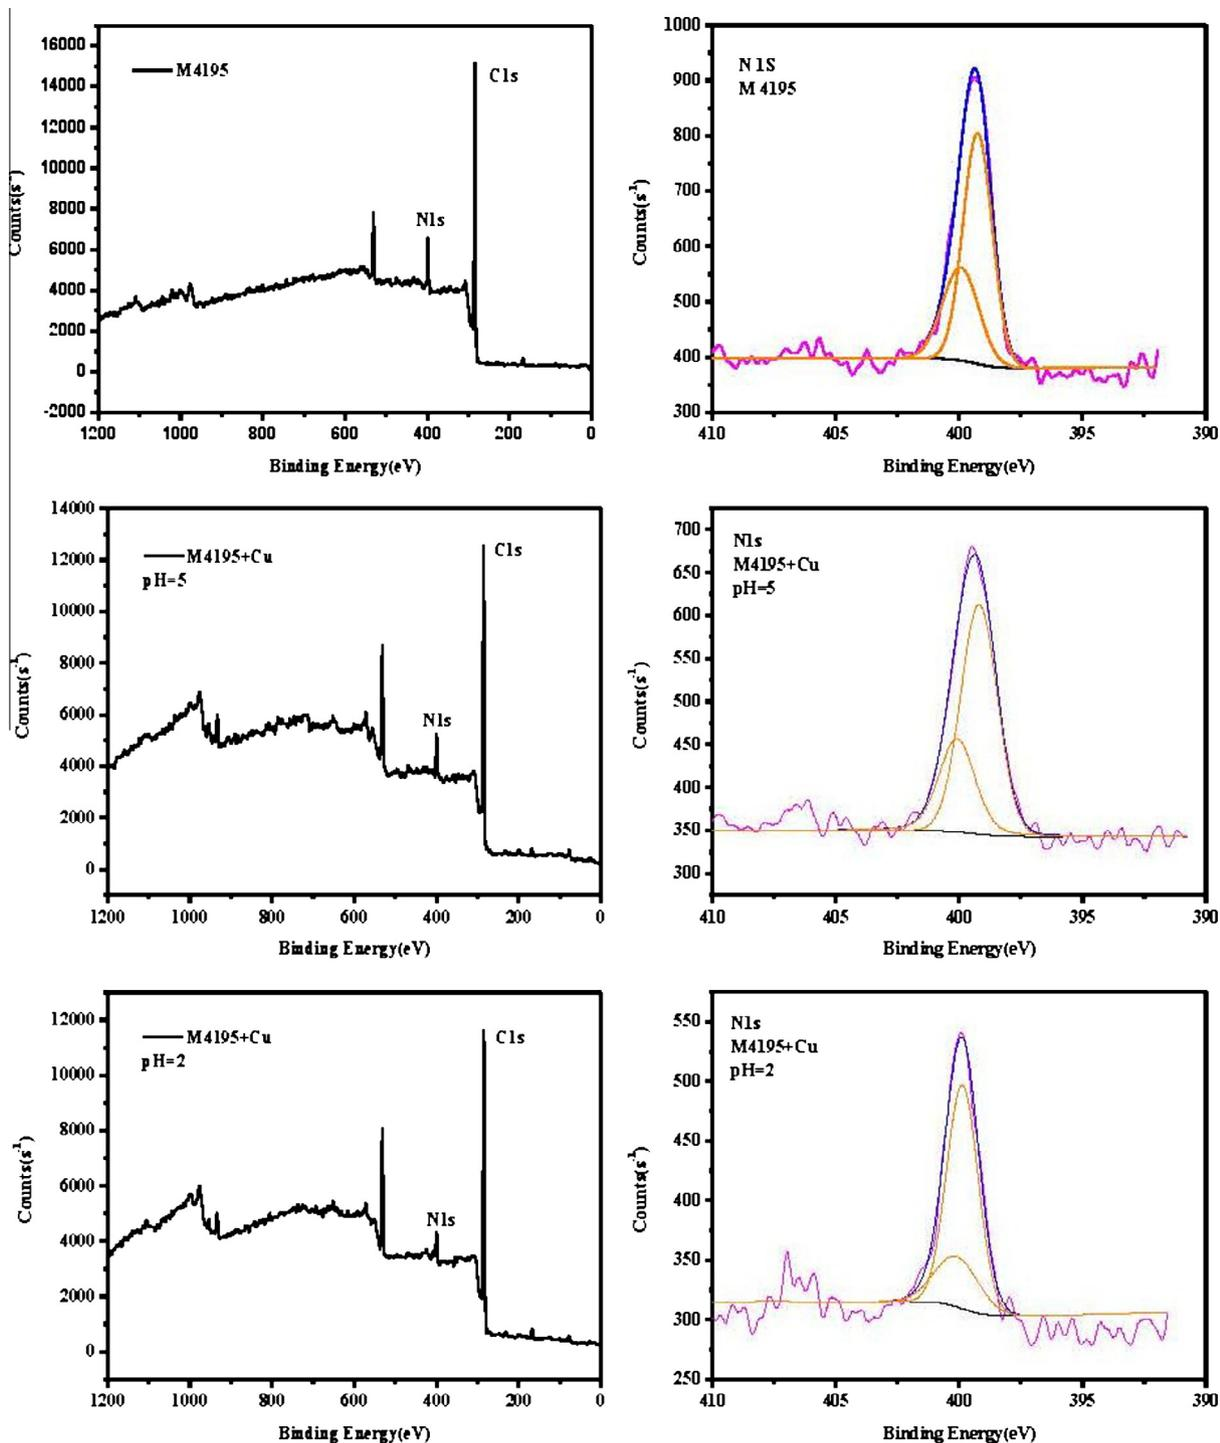 16000
14000
12000
10000
8000
6000
4000
2000
0
-2000
Counts(s⁻¹)
M4195
C1s
N1s
1200 1000 800 600 400 200 0
Binding Energy(eV)
1000
900
800
700
600
500
400
300
Counts(s⁻¹)
N 1S
M 4195
410 405 400 395 390
Binding Energy(eV)
14000
12000
10000
8000
6000
4000
2000
0
Counts(s⁻¹)
M4195+Cu
pH=5
C1s
N1s
1200 1000 800 600 400 200 0
Binding Energy(eV)
700
650
600
550
500
450
400
350
300
Counts(s⁻¹)
N1s
M4195+Cu
pH=5
410 405 400 395 390
Binding Energy(eV)
12000
10000
8000
6000
4000
2000
0
Counts(s⁻¹)
M4195+Cu
pH=2
C1s
N1s
1200 1000 800 600 400 200 0
Binding Energy(eV)
550
500
450
400
350
300
250
Counts(s⁻¹)
N1s
M4195+Cu
pH=2
410 405 400 395 390
Binding Energy(eV)